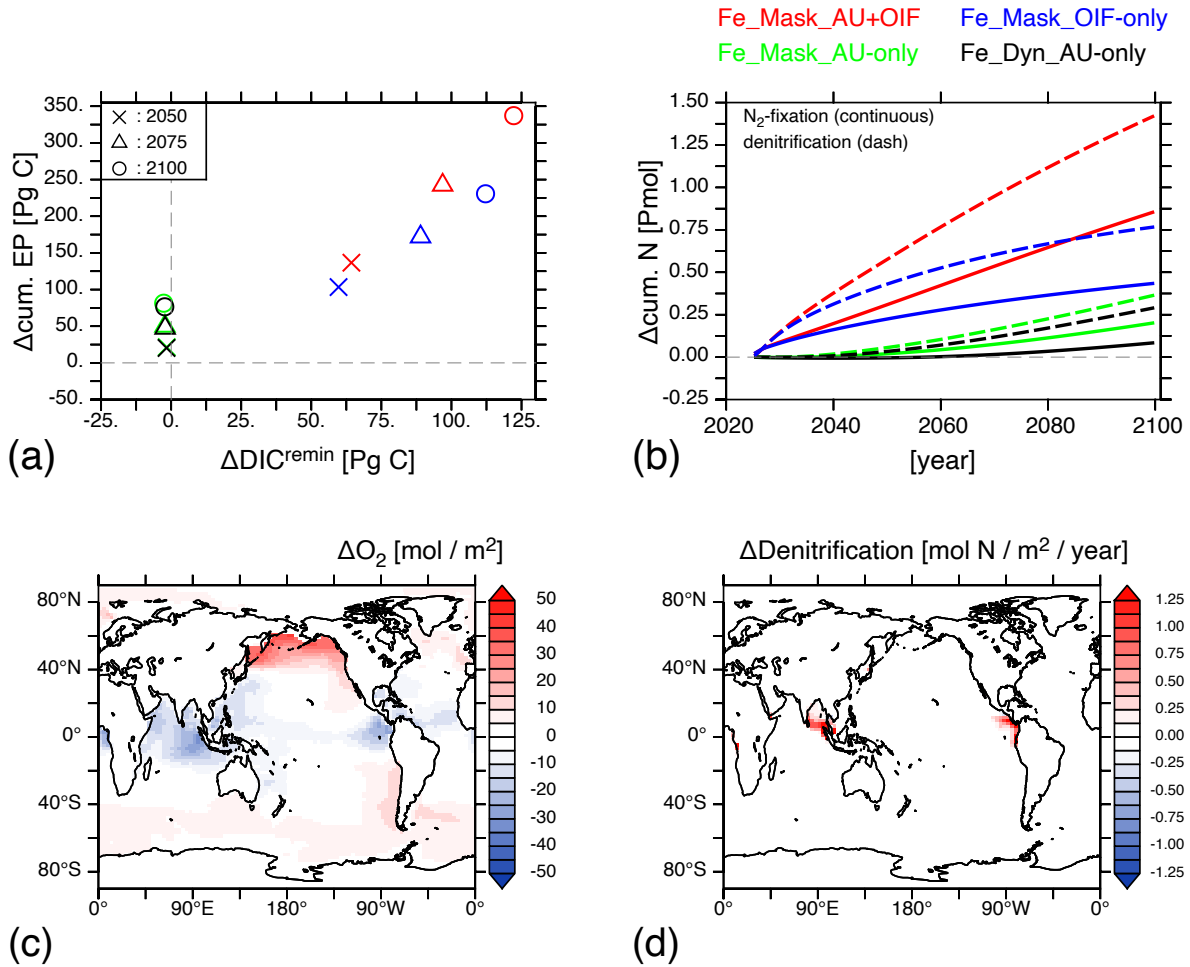 Fe_Mask_AU+OIF Fe_Mask_OIF-only
Fe_Mask_AU-only Fe_Dyn_AU-only
350.
300.
250.
200.
150.
100.
50.
0.
-50.
Δcum. EP [Pg C]
: 2050
: 2075
: 2100
-25. 0. 25. 50. 75. 100. 125.
ΔDIC^remin [Pg C]
(a)
1.50
1.25
1.00
0.75
0.50
0.25
0.00
-0.25
Δcum. N [Pmol]
N₂-fixation (continuous)
denitrification (dash)
2020 2040 2060 2080 2100
[year]
(b)
ΔO₂ [mol / m²]
80°N
40°N
0°
40°S
80°S
0° 90°E 180° 90°W 0°
50
40
30
20
10
0
-10
-20
-30
-40
-50
(c)
ΔDenitrification [mol N / m² / year]
80°N
40°N
0°
40°S
80°S
0° 90°E 180° 90°W 0°
1.25
1.00
0.75
0.50
0.25
0.00
-0.25
-0.50
-0.75
-1.00
-1.25
(d)